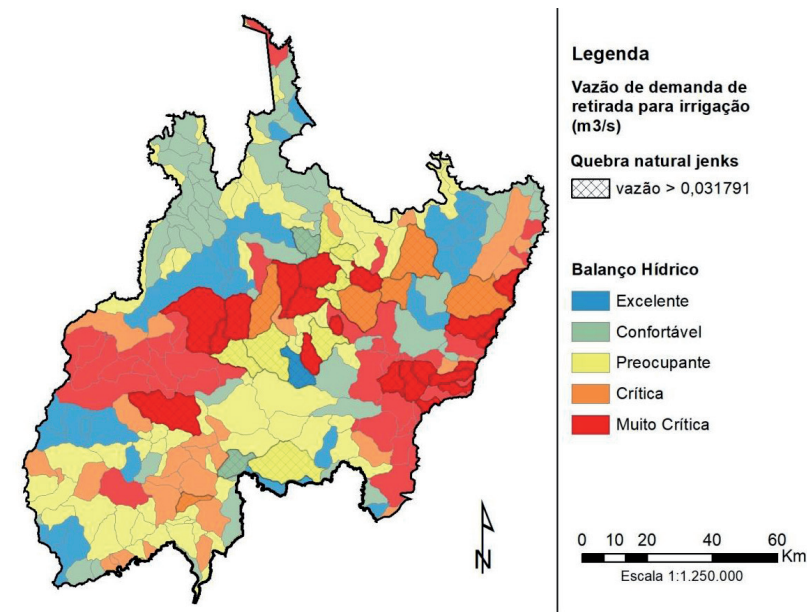 Legenda
Vazão de demanda de
retirada para irrigação
(m3/s)
Quebra natural jenks
vazão > 0,031791
Balanço Hídrico
Excelente
Confortável
Preocupante
Crítica
Muito Crítica
N
0 10 20 40 60
Km
Escala 1:1.250.000